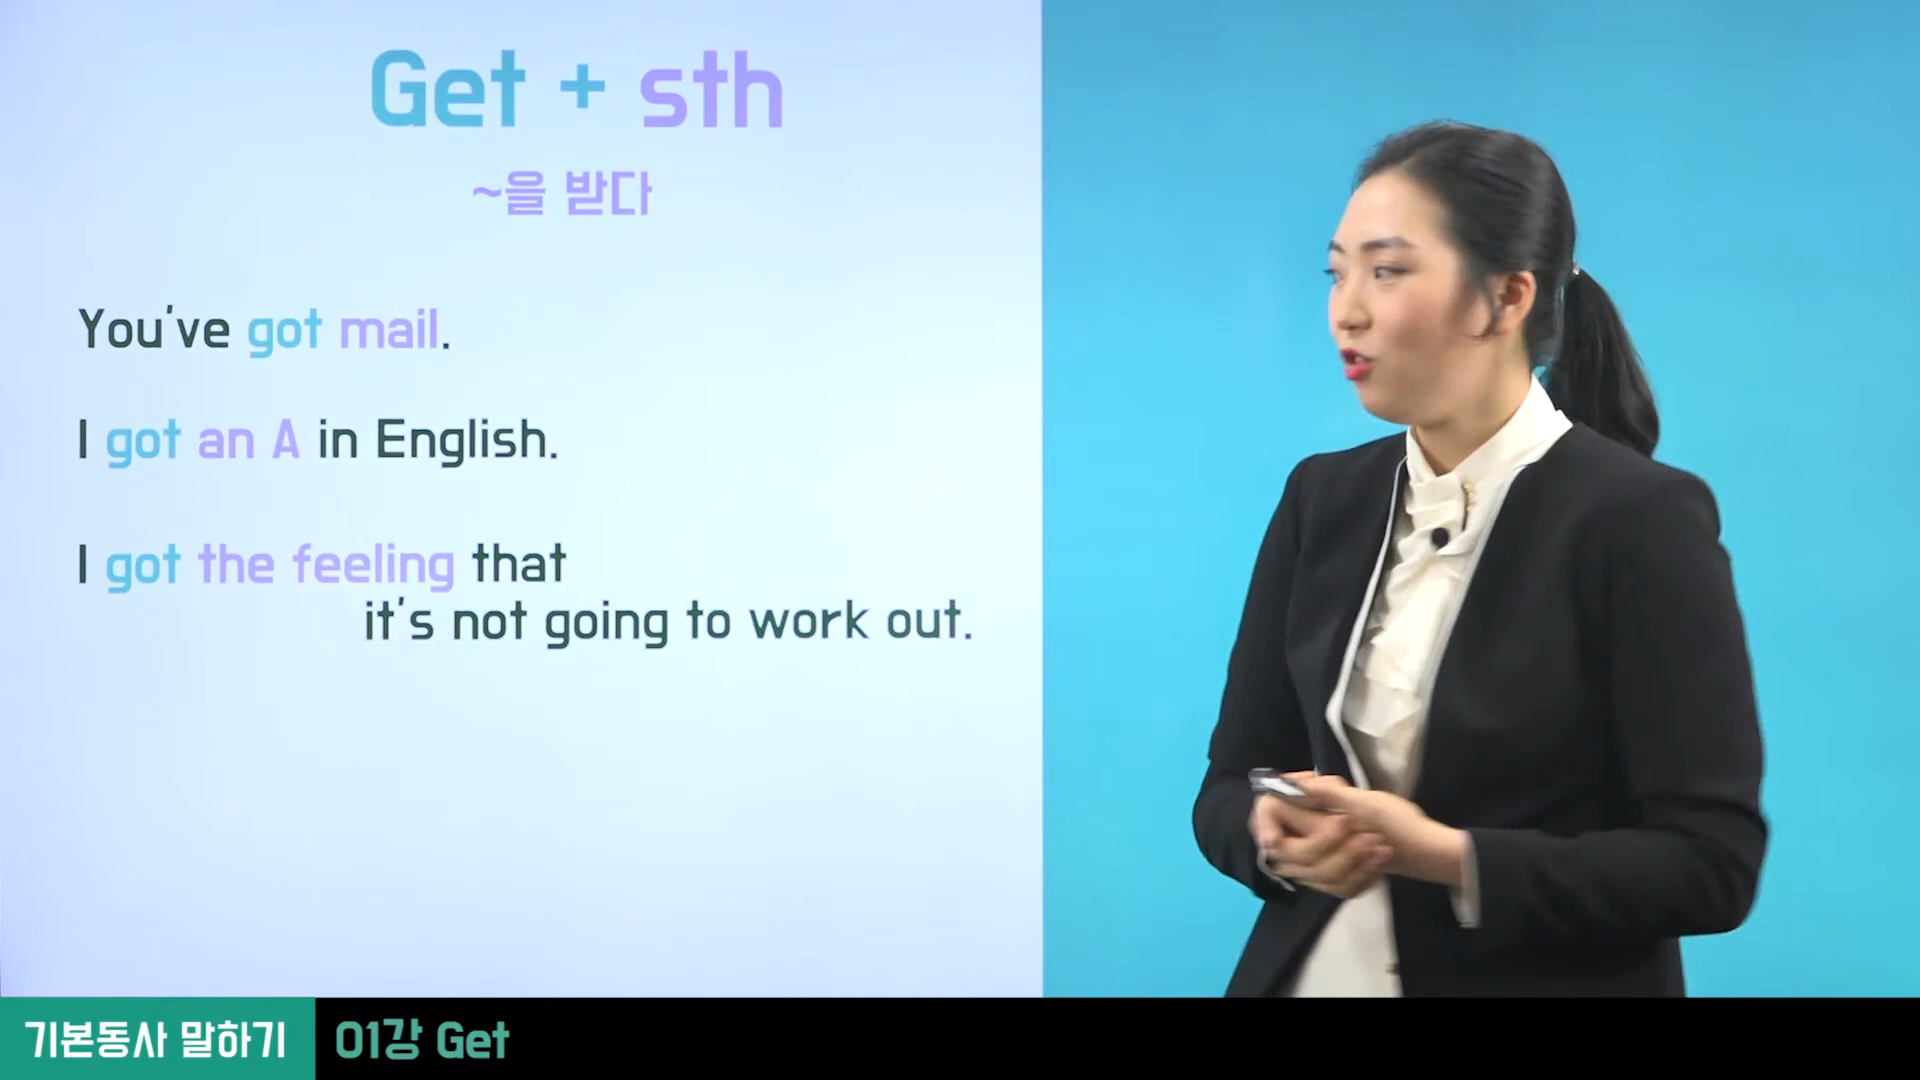 Get + sth
~을 받다
You've got mail.
I got an A in English.
I got the feeling that
it's not going to work out.
기본동사 말하기
01강 Get